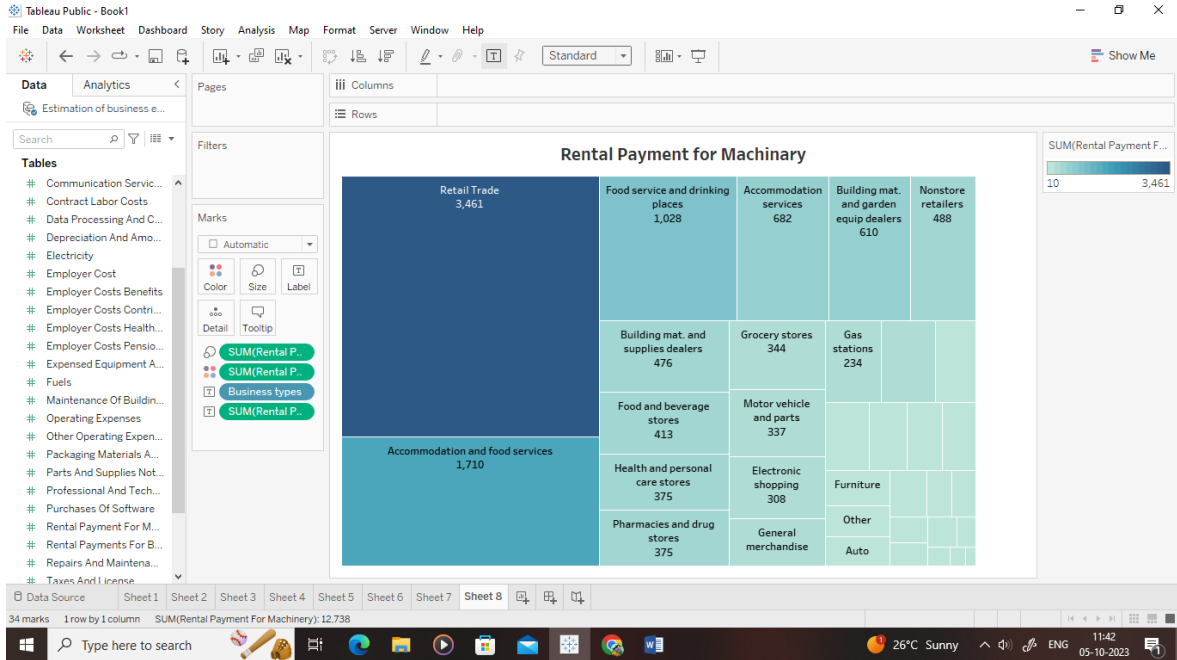 Tableau Public - Book1
File Data Worksheet Dashboard Story Analysis Map Format Server Window Help
Standard
Show Me
Data Analytics
Pages
Columns
Estimation of business e...
Rows
Search
Filters
Tables
Communication Servic...
Contract Labor Costs
Data Processing And C...
Depreciation And Amo...
Electricity
Employer Cost
Employer Costs Benefits
Employer Costs Contri...
Employer Costs Health...
Employer Costs Pensio...
Expensed Equipment A...
Fuels
Maintenance Of Buildin...
Operating Expenses
Other Operating Expen...
Packaging Materials A...
Parts And Supplies Not...
Professional And Tech...
Purchases Of Software
Rental Payment For M...
Rental Payments For B...
Repairs And Maintena...
Taxes And License
Marks
Automatic
Color Size Label
Detail Tooltip
SUM(Rental P..
SUM(Rental P..
Business types
SUM(Rental P..
Rental Payment for Machinary
Retail Trade
3,461
Accommodation and food services
1,710
Food service and drinking
places
1,028
Accommodation
services
682
Building mat.
and garden
equip dealers
610
Nonstore
retailers
488
Building mat. and
supplies dealers
476
Food and beverage
stores
413
Health and personal
care stores
375
Pharmacies and drug
stores
375
Grocery stores
344
Motor vehicle
and parts
337
Electronic
shopping
308
General
merchandise
Gas
stations
234
Furniture
Other
Auto
SUM(Rental Payment F...
10 3,461
Data Source Sheet 1 Sheet 2 Sheet 3 Sheet 4 Sheet 5 Sheet 6 Sheet 7 Sheet 8
34 marks 1 row by 1 column SUM(Rental Payment For Machinery): 12,738
Type here to search
26°C Sunny
ENG
11:42
05-10-2023